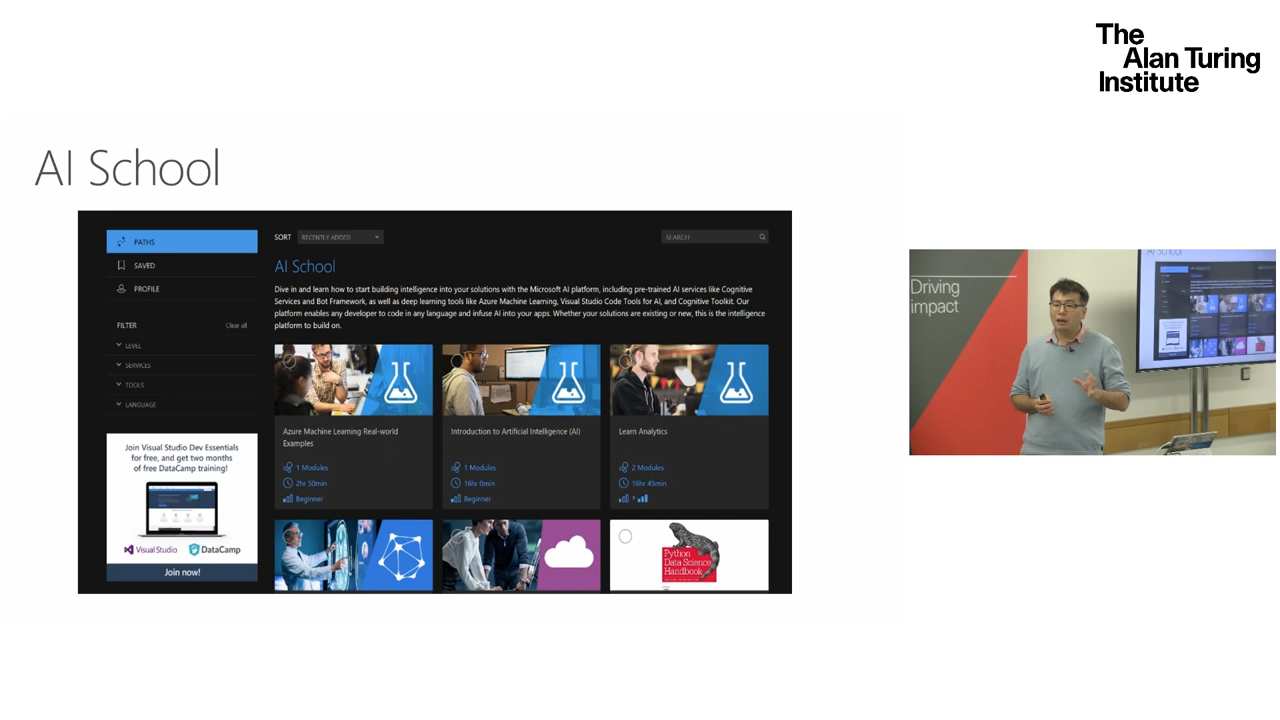 The
Alan Turing
Institute
AI School
PATHS
SAVED
PROFILE
FILTER
Clear all
LEVEL
SERVICES
TOOLS
LANGUAGE
Join Visual Studio Dev Essentials
for free, and get two months
of free DataCamp training!
Visual Studio
DataCamp
Join now!
SORT
RECENTLY ADDED
SEARCH
AI School
Dive in and learn how to start building intelligence into your solutions with the Microsoft AI platform, including pre-trained AI services like Cognitive
Services and Bot Framework, as well as deep learning tools like Azure Machine Learning, Visual Studio Code Tools for AI, and Cognitive Toolkit. Our
platform enables any developer to code in any language and infuse AI into your apps. Whether your solutions are existing or new, this is the intelligence
platform to build on.
Azure Machine Learning Real-world
Examples
1 Modules
2hr 50min
Beginner
Introduction to Artificial Intelligence (AI)
1 Modules
16hr 0min
Beginner
Learn Analytics
2 Modules
16hr 45min
>
Python
Data Science
Handbook
Driving
impact
AI School